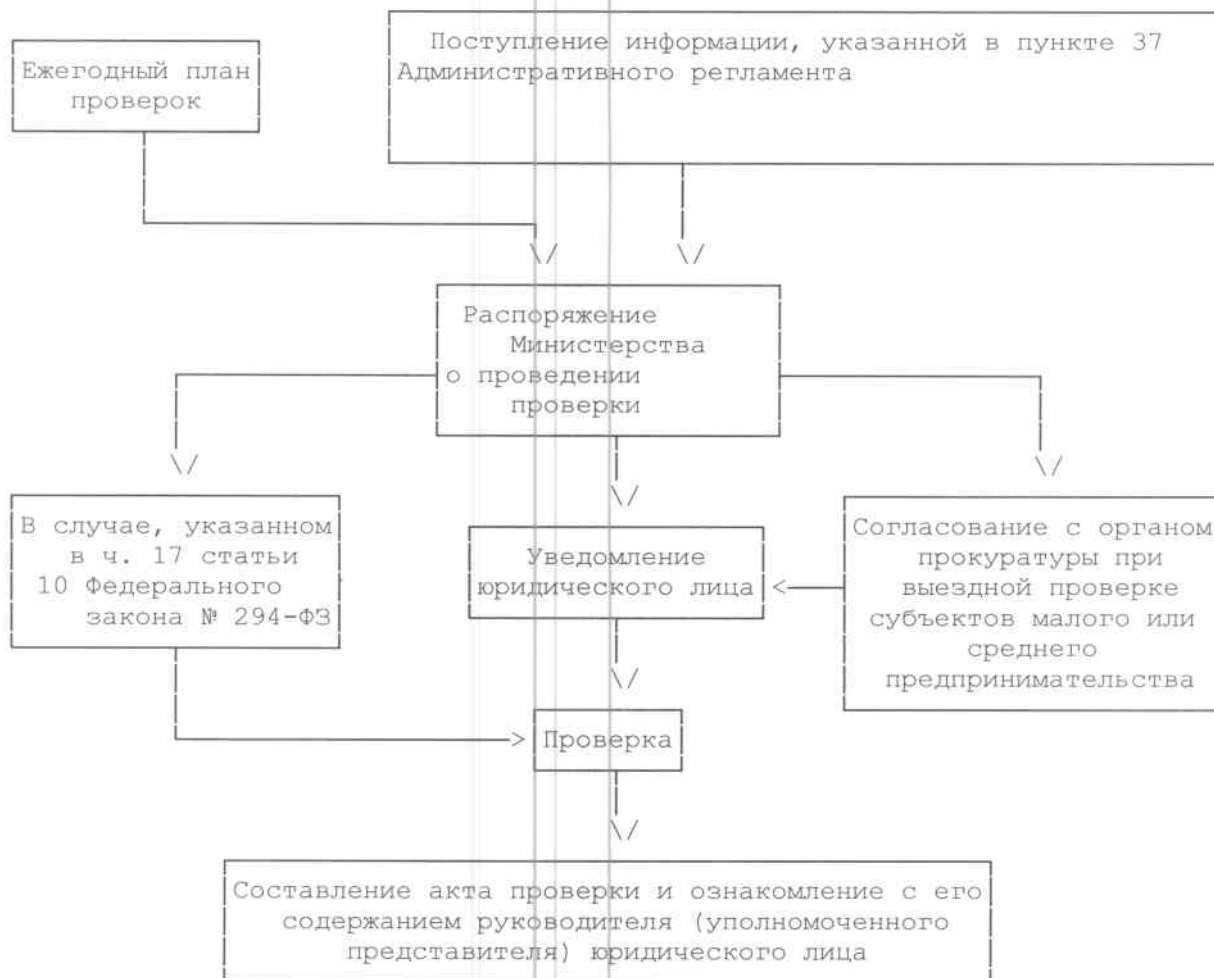 Ежегодный план
проверок
Поступление информации, указанной в пункте 37
Административного регламента
Распоряжение
Министерства
о проведении
проверки
В случае, указанном
в ч. 17 статьи
10 Федерального
закона № 294-ФЗ
Уведомление
юридического лица
Согласование с органом
прокуратуры при
выездной проверке
субъектов малого или
среднего
предпринимательства
Проверка
Составление акта проверки и ознакомление с его
содержанием руководителя (уполномоченного
представителя) юридического лица